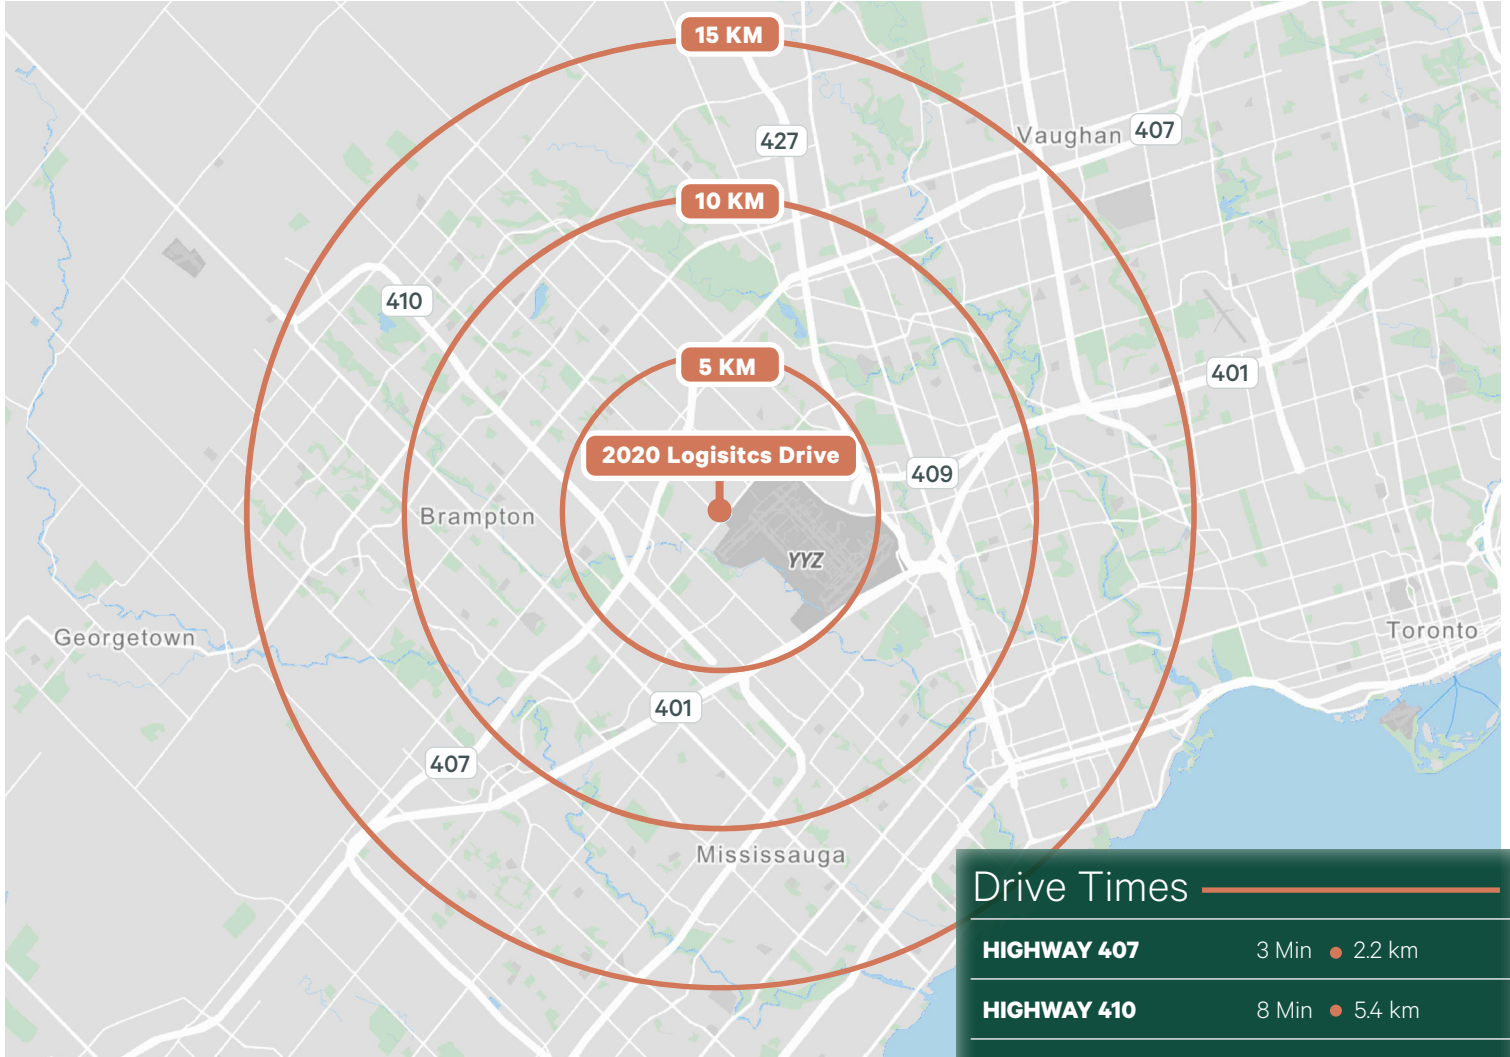 15 KM
427
Vaughan
407
10 KM
410
5 KM
401
2020 Logisitcs Drive
409
Brampton
YYZ
Georgetown
Toronto
401
407
Mississauga
Drive Times
HIGHWAY 407 3 Min • 2.2 km
HIGHWAY 410 8 Min • 5.4 km